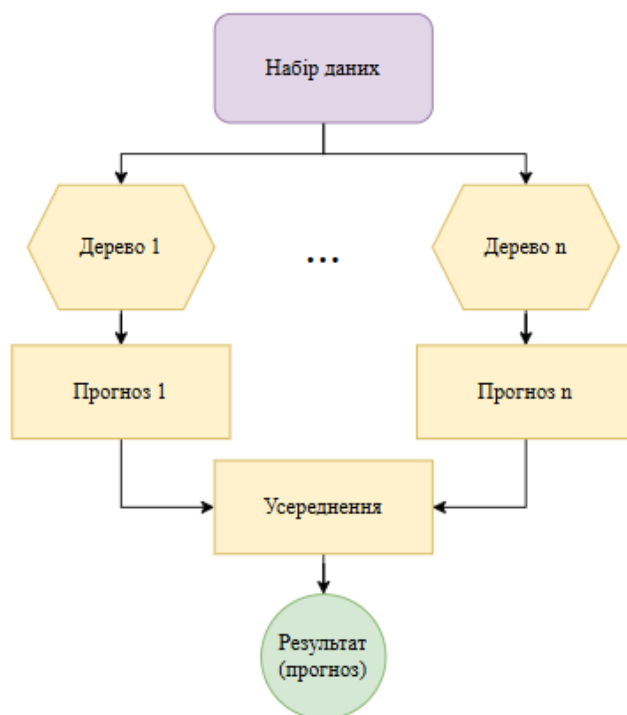 Набір даних
Дерево 1
...
Дерево n
Прогноз 1
Прогноз n
Усереднення
Результат
(прогноз)